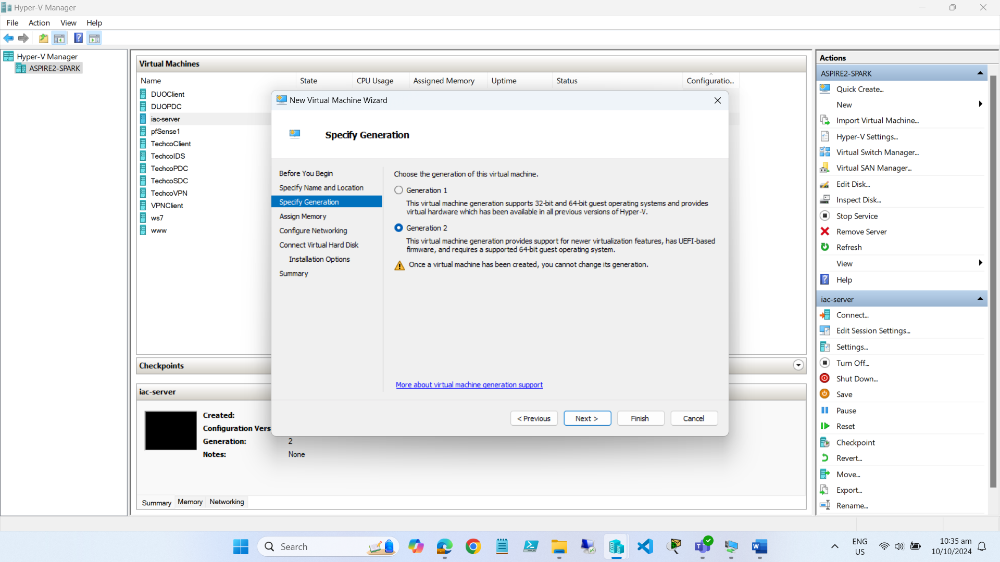 Hyper-V Manager
File Action View Help
Hyper-V Manager
ASPIRE2-SPARK
Virtual Machines
Name State CPU Usage Assigned Memory Uptime Status Configuratio...
DUOClient
DUOPDC
iac-server
pfSense1
TechcoClient
TechcoIDS
TechcoPDC
TechcoSDC
TechcoVPN
VPNClient
ws7
www
New Virtual Machine Wizard
Specify Generation
Before You Begin
Specify Name and Location
Specify Generation
Assign Memory
Configure Networking
Connect Virtual Hard Disk
Installation Options
Summary
Choose the generation of this virtual machine.
Generation 1
This virtual machine generation supports 32-bit and 64-bit guest operating systems and provides
virtual hardware which has been available in all previous versions of Hyper-V.
Generation 2
This virtual machine generation provides support for newer virtualization features, has UEFI-based
firmware, and requires a supported 64-bit guest operating system.
Once a virtual machine has been created, you cannot change its generation.
More about virtual machine generation support
< Previous Next > Finish Cancel
Checkpoints
iac-server
Created:
Configuration Vers
Generation: 2
Notes: None
Summary Memory Networking
Actions
ASPIRE2-SPARK
Quick Create...
New
Import Virtual Machine...
Hyper-V Settings...
Virtual Switch Manager...
Virtual SAN Manager...
Edit Disk...
Inspect Disk...
Stop Service
Remove Server
Refresh
View
Help
iac-server
Connect...
Edit Session Settings...
Settings...
Turn Off...
Shut Down...
Save
Pause
Reset
Checkpoint
Revert...
Move...
Export...
Rename...
Search
ENG
US
10:35 am
10/10/2024